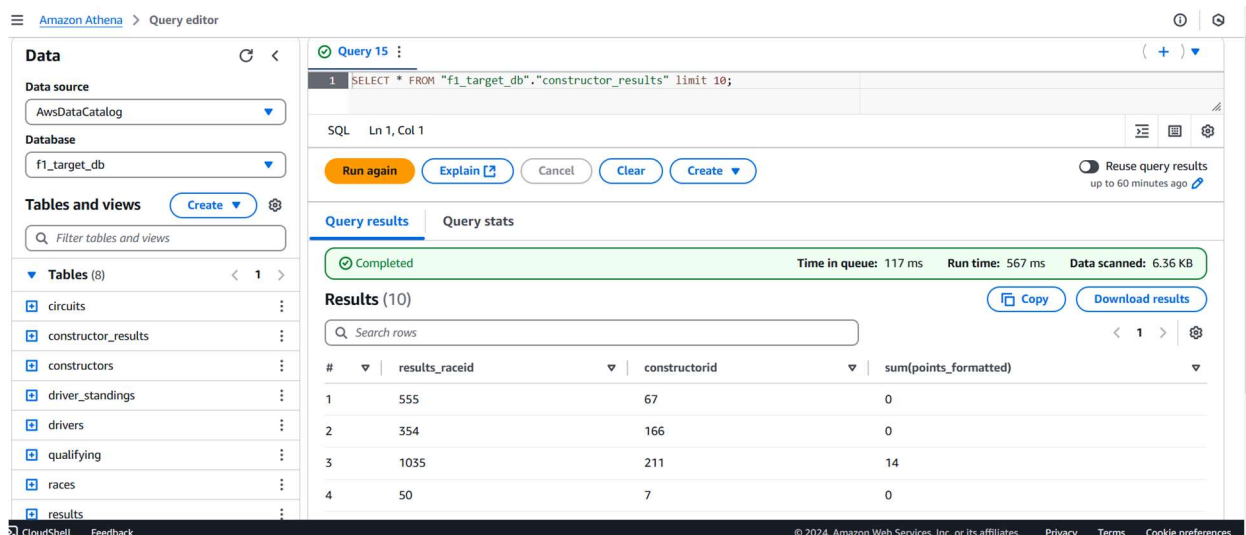 Amazon Athena > Query editor
Data
Data source
AwsDataCatalog
Database
f1_target_db
Tables and views Create
Filter tables and views
Tables (8) < 1 >
circuits
constructor_results
constructors
driver_standings
drivers
qualifying
races
results
Query 15
1 SELECT * FROM "f1_target_db"."constructor_results" limit 10;
SQL Ln 1, Col 1
Run again Explain Cancel Clear Create Reuse query results
up to 60 minutes ago
Query results Query stats
Completed Time in queue: 117 ms Run time: 567 ms Data scanned: 6.36 KB
Results (10) Copy Download results
Search rows < 1 >
# results_raceid constructorid sum(points_formatted)
1 555 67 0
2 354 166 0
3 1035 211 14
4 50 7 0
CloudShell Feedback © 2024, Amazon Web Services, Inc. or its affiliates. Privacy Terms Cookie preferences